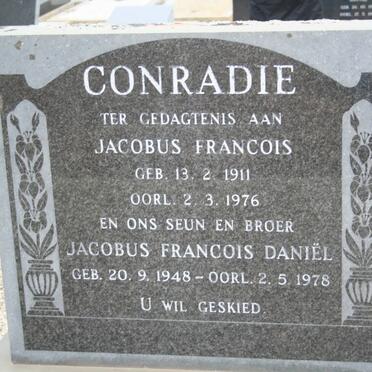 CONRADIE
TER GEDAGTENIS AAN
JACOBUS FRANCOIS
GEB. 13. 2. 1911
OORL. 2. 3. 1976
EN ONS SEUN EN BROER
JACOBUS FRANCOIS DANIËL
GEB. 20. 9. 1948 – OORL. 2. 5. 1978
U WIL GESKIED.